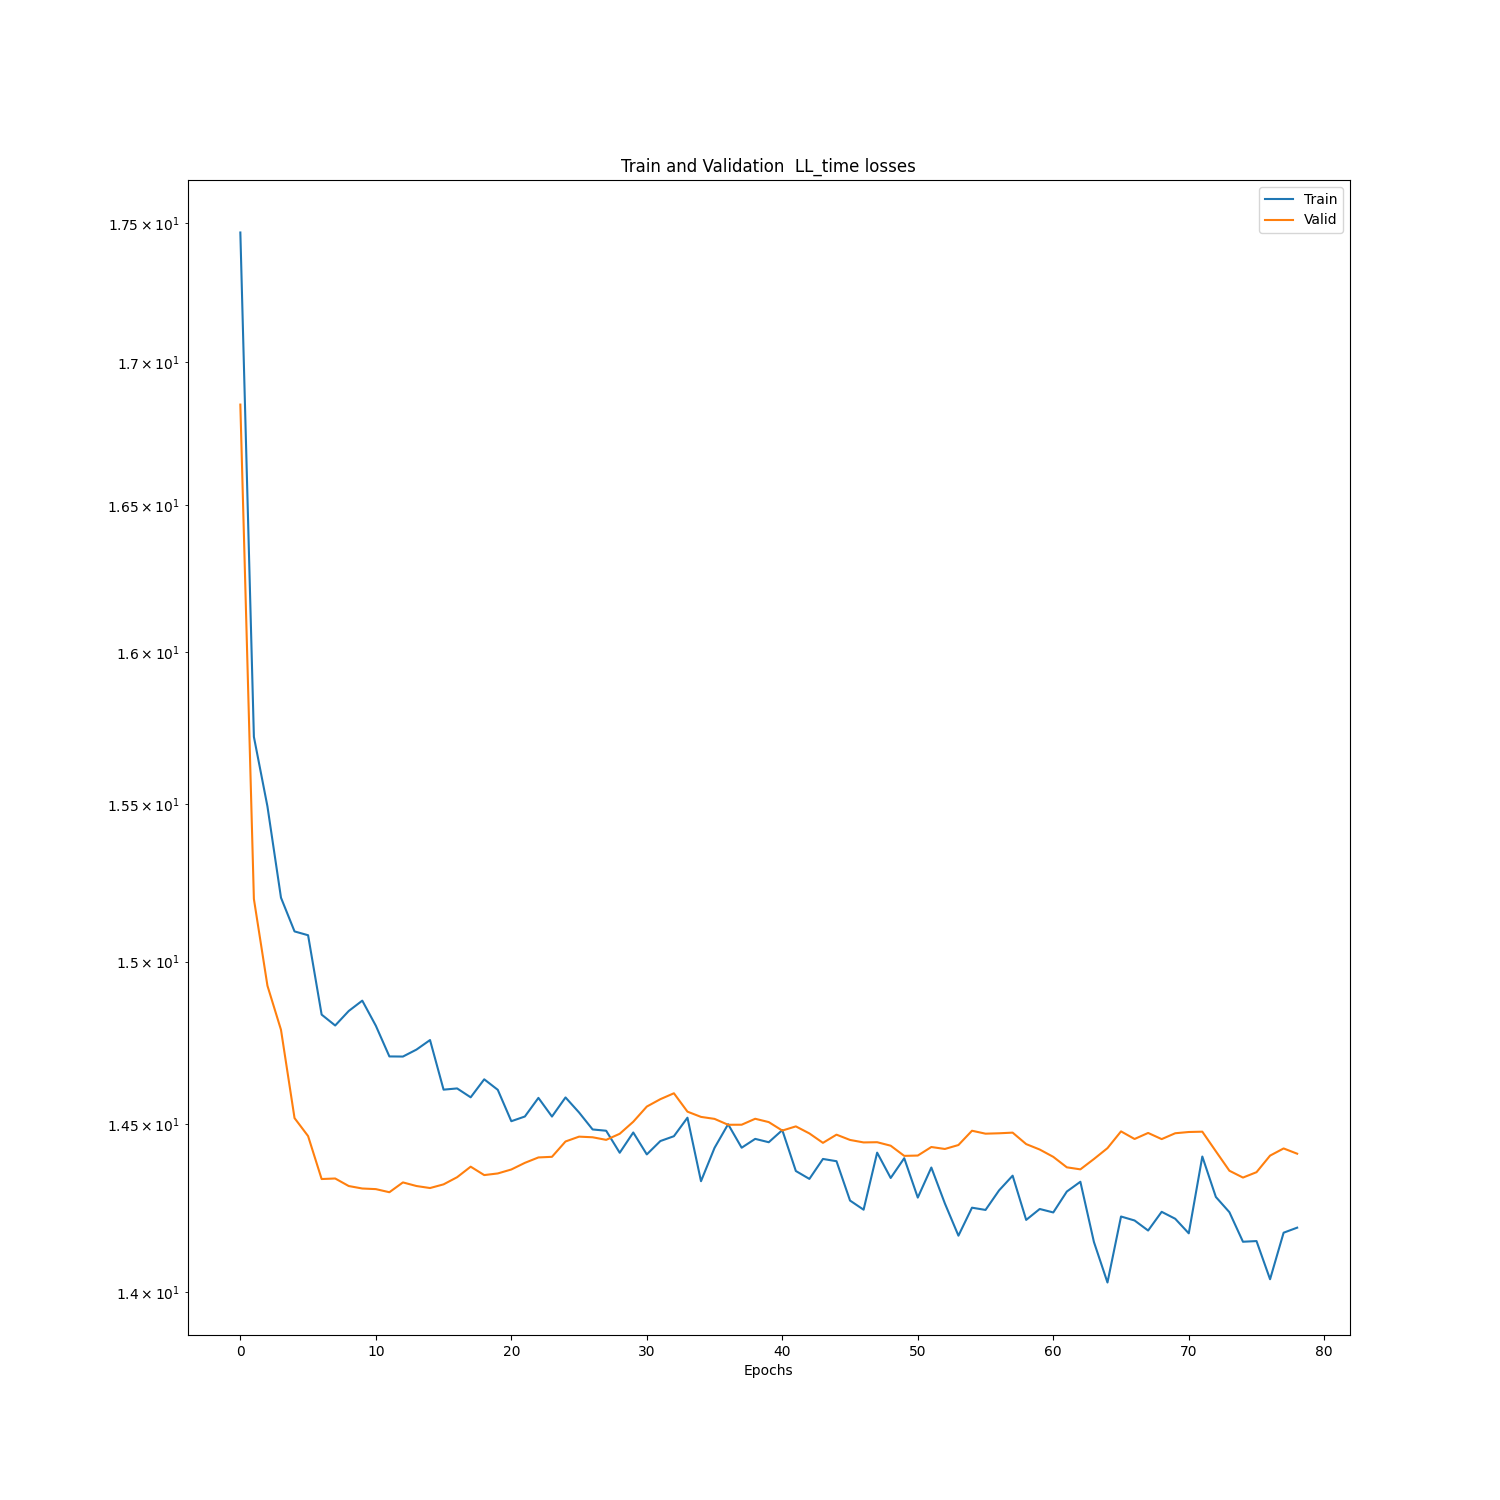 Train and Validation  LL_time losses
Train
Valid
1.75 × 10¹
1.7 × 10¹
1.65 × 10¹
1.6 × 10¹
1.55 × 10¹
1.5 × 10¹
1.45 × 10¹
1.4 × 10¹
0 10 20 30 40 50 60 70 80
Epochs